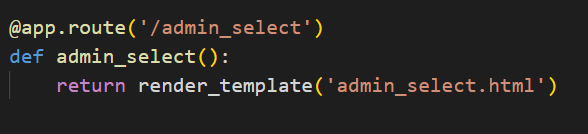 @app.route('/admin_select')
def admin_select():
    return render_template('admin_select.html')